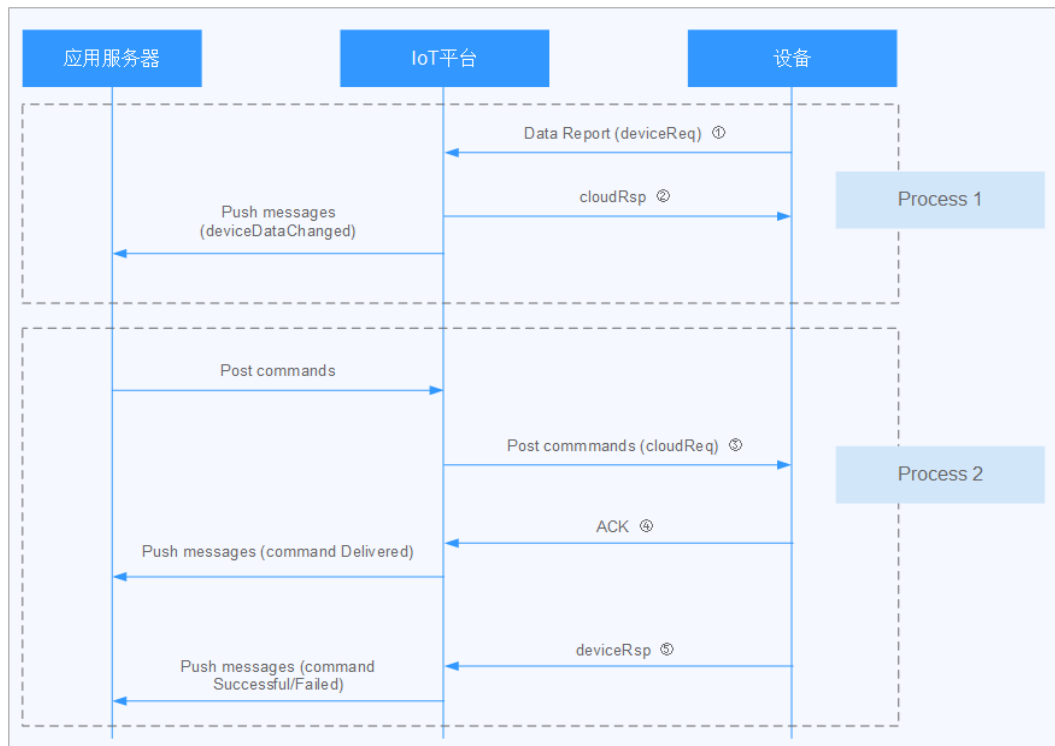 应用服务器
IoT平台
设备
Data Report (deviceReq) ①
cloudRsp ②
Process 1
Push messages
(deviceDataChanged)
Post commands
Post commmands (cloudReq) ③
Process 2
ACK ④
Push messages (command Delivered)
deviceRsp ⑤
Push messages (command
Successful/Failed)